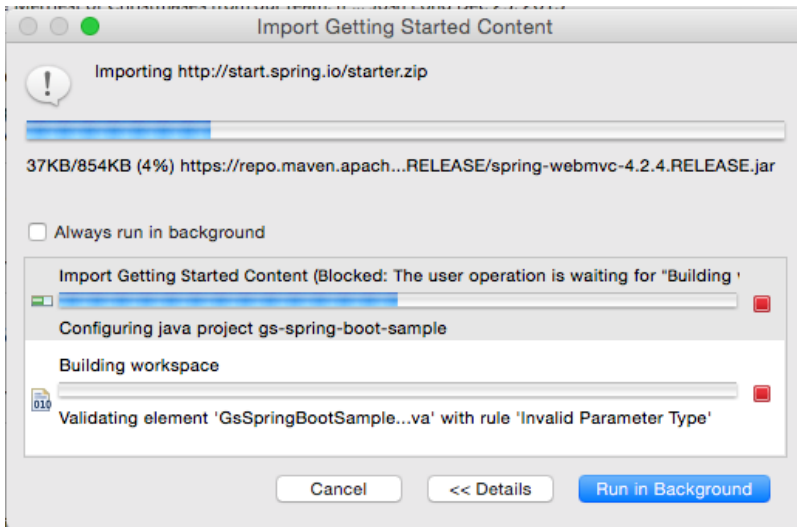 Import Getting Started Content
Importing http://start.spring.io/starter.zip
37KB/854KB (4%) https://repo.maven.apach...RELEASE/spring-webmvc-4.2.4.RELEASE.jar
Always run in background
Import Getting Started Content (Blocked: The user operation is waiting for "Building
Configuring java project gs-spring-boot-sample
Building workspace
010
Validating element 'GsSpringBootSample...va' with rule 'Invalid Parameter Type'
Cancel
<< Details
Run in Background